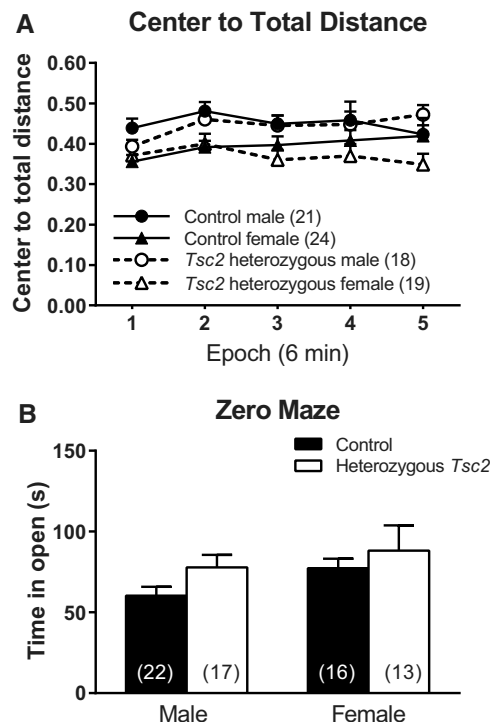 A Center to Total Distance
Center to total distance
0.60
0.50
0.40
0.30
0.20
0.10
0.00
Control male (21)
Control female (24)
Tsc2 heterozygous male (18)
Tsc2 heterozygous female (19)
1 2 3 4 5
Epoch (6 min)
B Zero Maze
Time in open (s)
150
100
50
0
Control
Heterozygous Tsc2
(22) (17) (16) (13)
Male Female